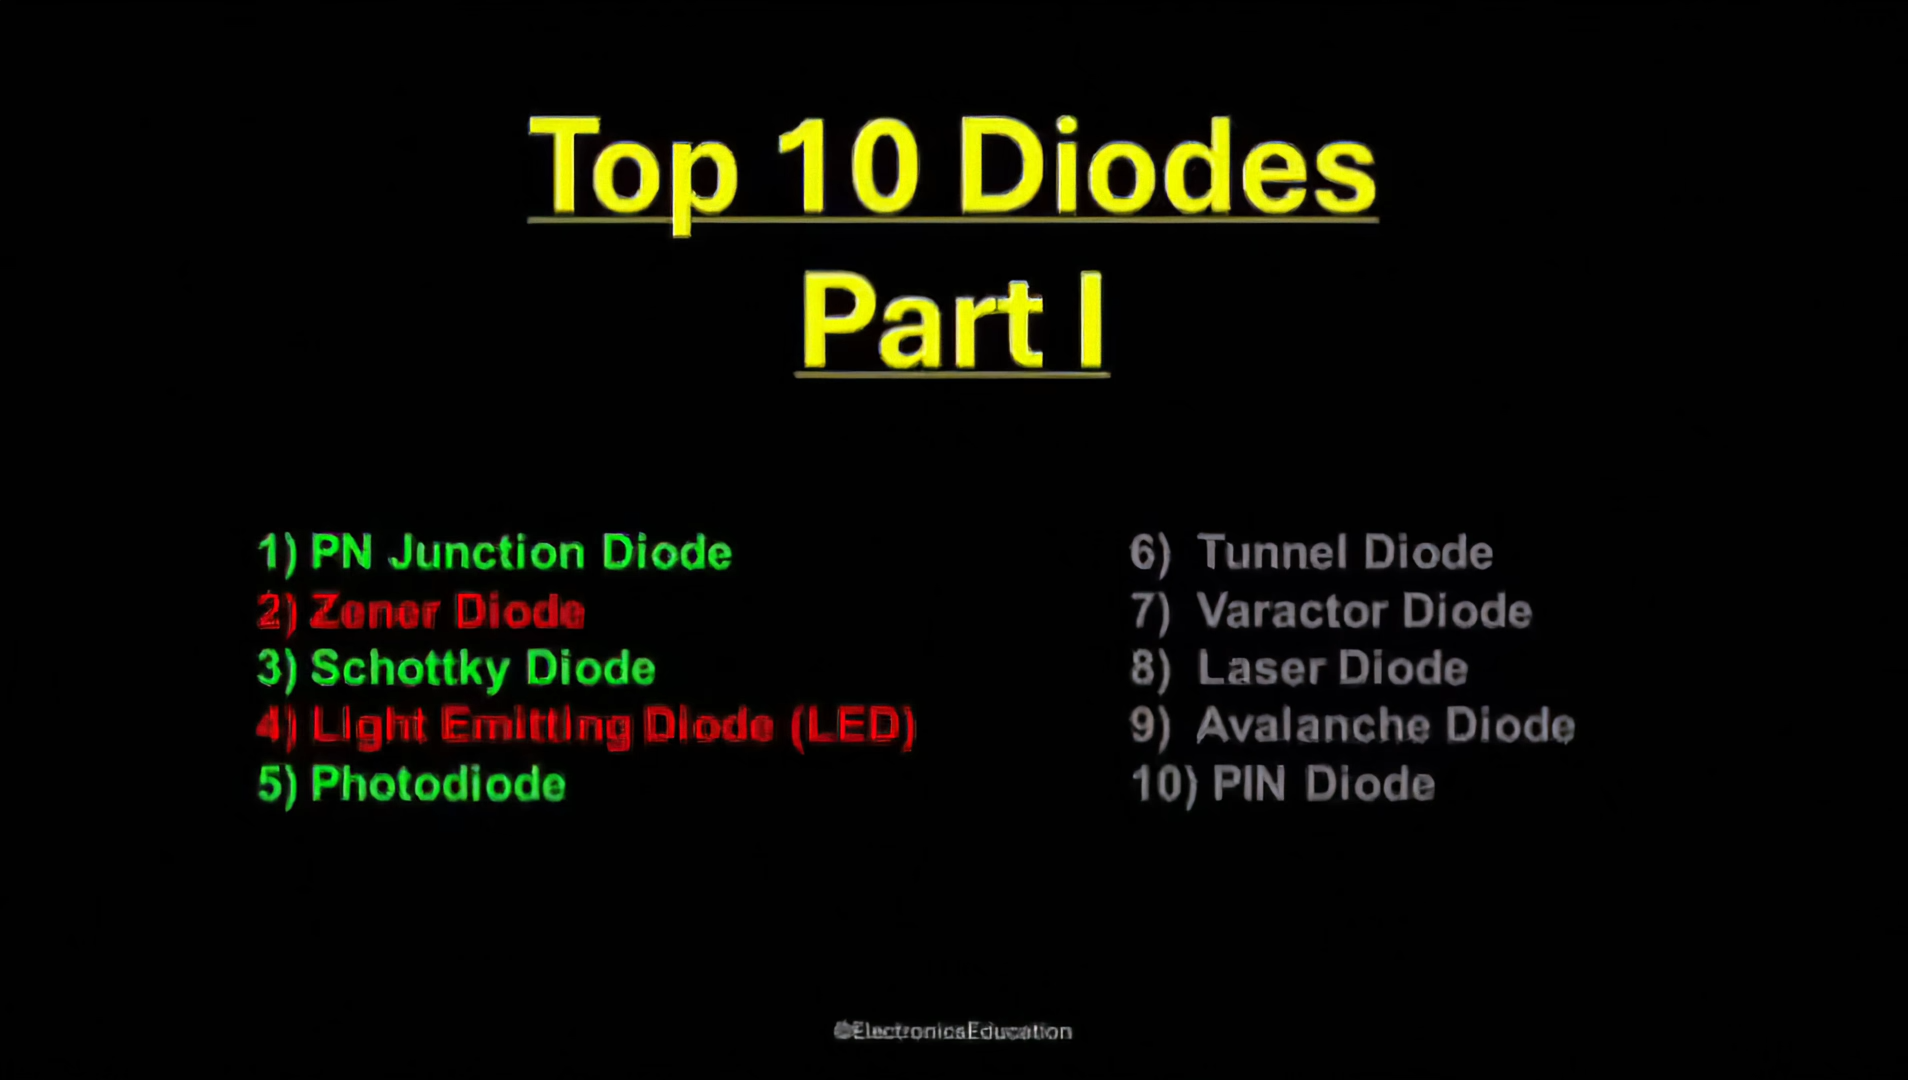 Top 10 Diodes
Part I
1) PN Junction Diode
2) Zener Diode
3) Schottky Diode
4) Light Emitting Diode (LED)
5) Photodiode
6) Tunnel Diode
7) Varactor Diode
8) Laser Diode
9) Avalanche Diode
10) PIN Diode
@ElectronicsEducation